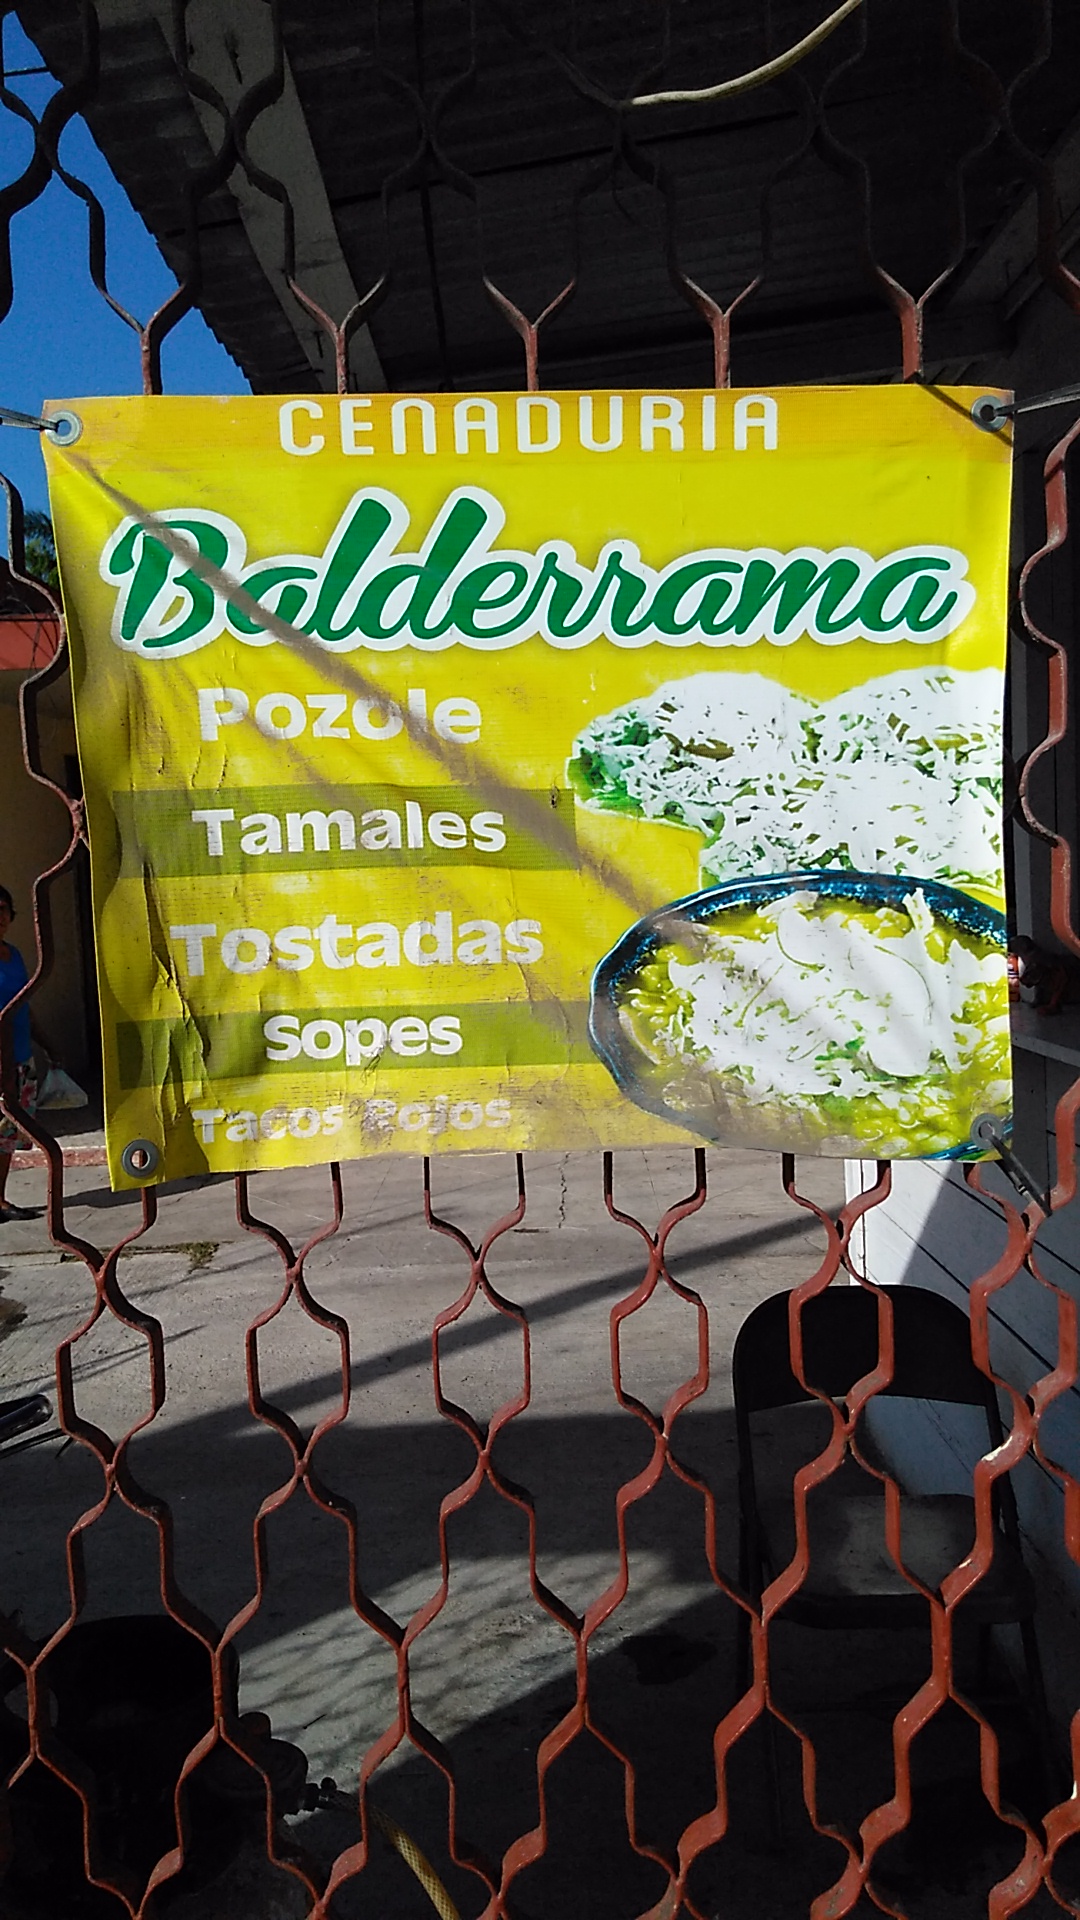 CENADURIA
Balderrama
Pozole
Tamales
Tostadas
Sopes
Tacos Rojos